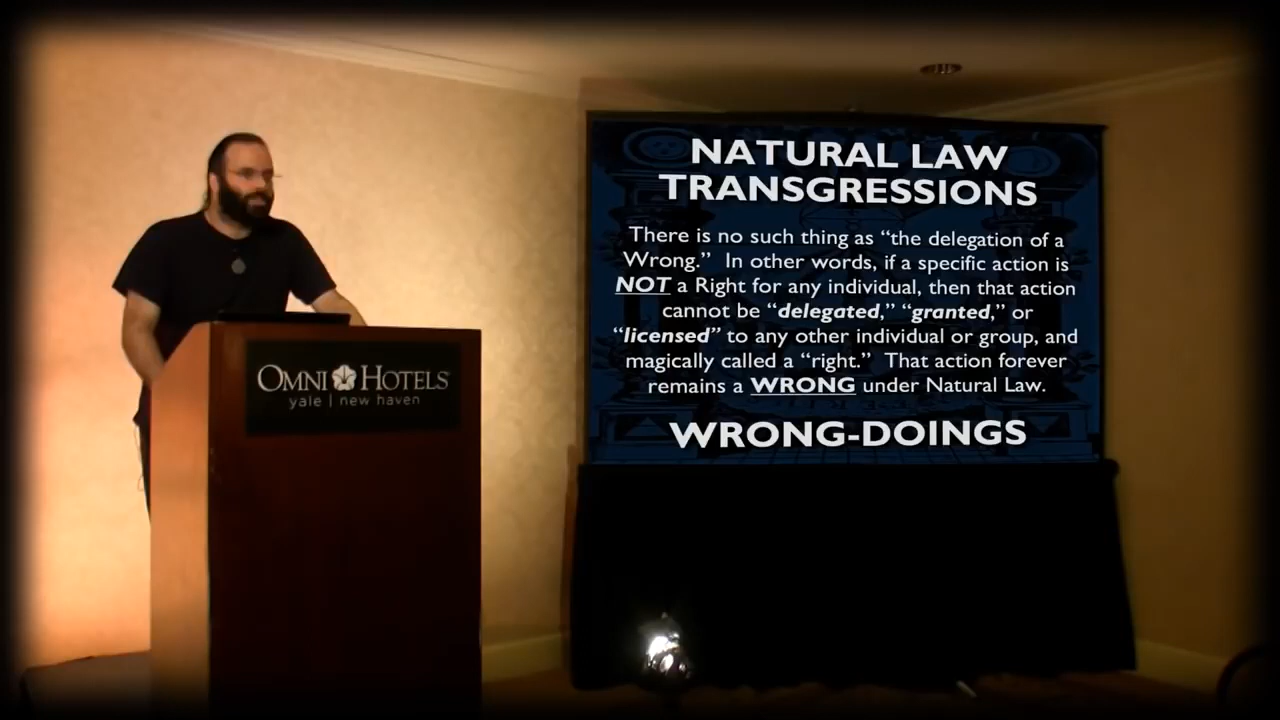 NATURAL LAW
TRANSGRESSIONS
There is no such thing as “the delegation of a
Wrong.” In other words, if a specific action is
NOT a Right for any individual, then that action
cannot be “delegated,” “granted,” or
“licensed” to any other individual or group, and
magically called a “right.” That action forever
remains a WRONG under Natural Law.
WRONG-DOINGS
OMNI HOTELS
yale | new haven